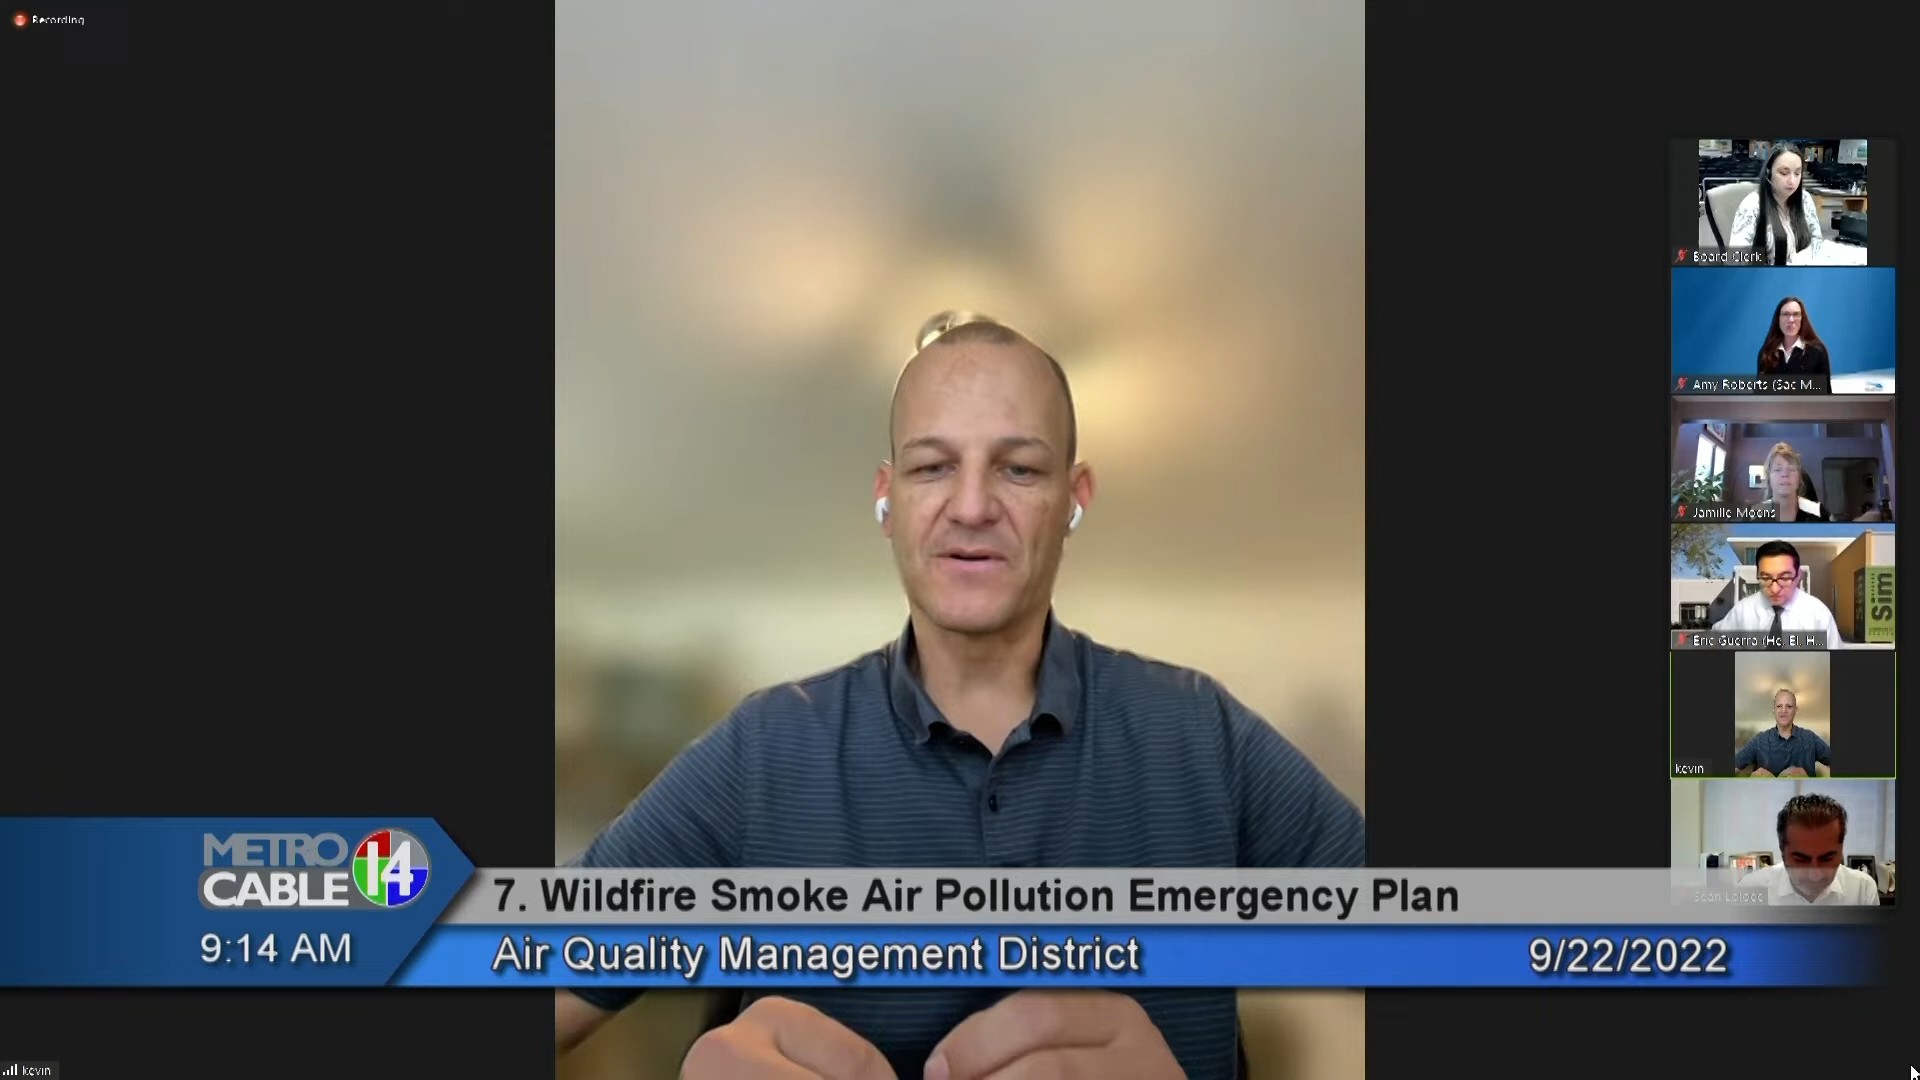 Recording
Board Clerk
Amy Roberts (Sac M...
Jamille Moens
Eric Guerra (He, El, H...
Sim
kevin
METRO
CABLE 14
7. Wildfire Smoke Air Pollution Emergency Plan
9:14 AM
Air Quality Management District
9/22/2022
kevin